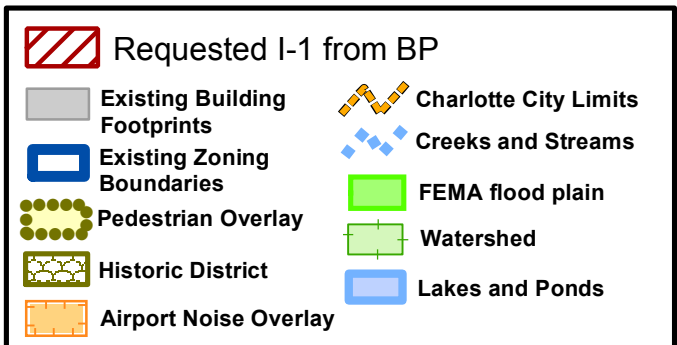 Requested I-1 from BP
Existing Building
Footprints
Existing Zoning
Boundaries
Pedestrian Overlay
Historic District
Airport Noise Overlay
Charlotte City Limits
Creeks and Streams
FEMA flood plain
Watershed
Lakes and Ponds